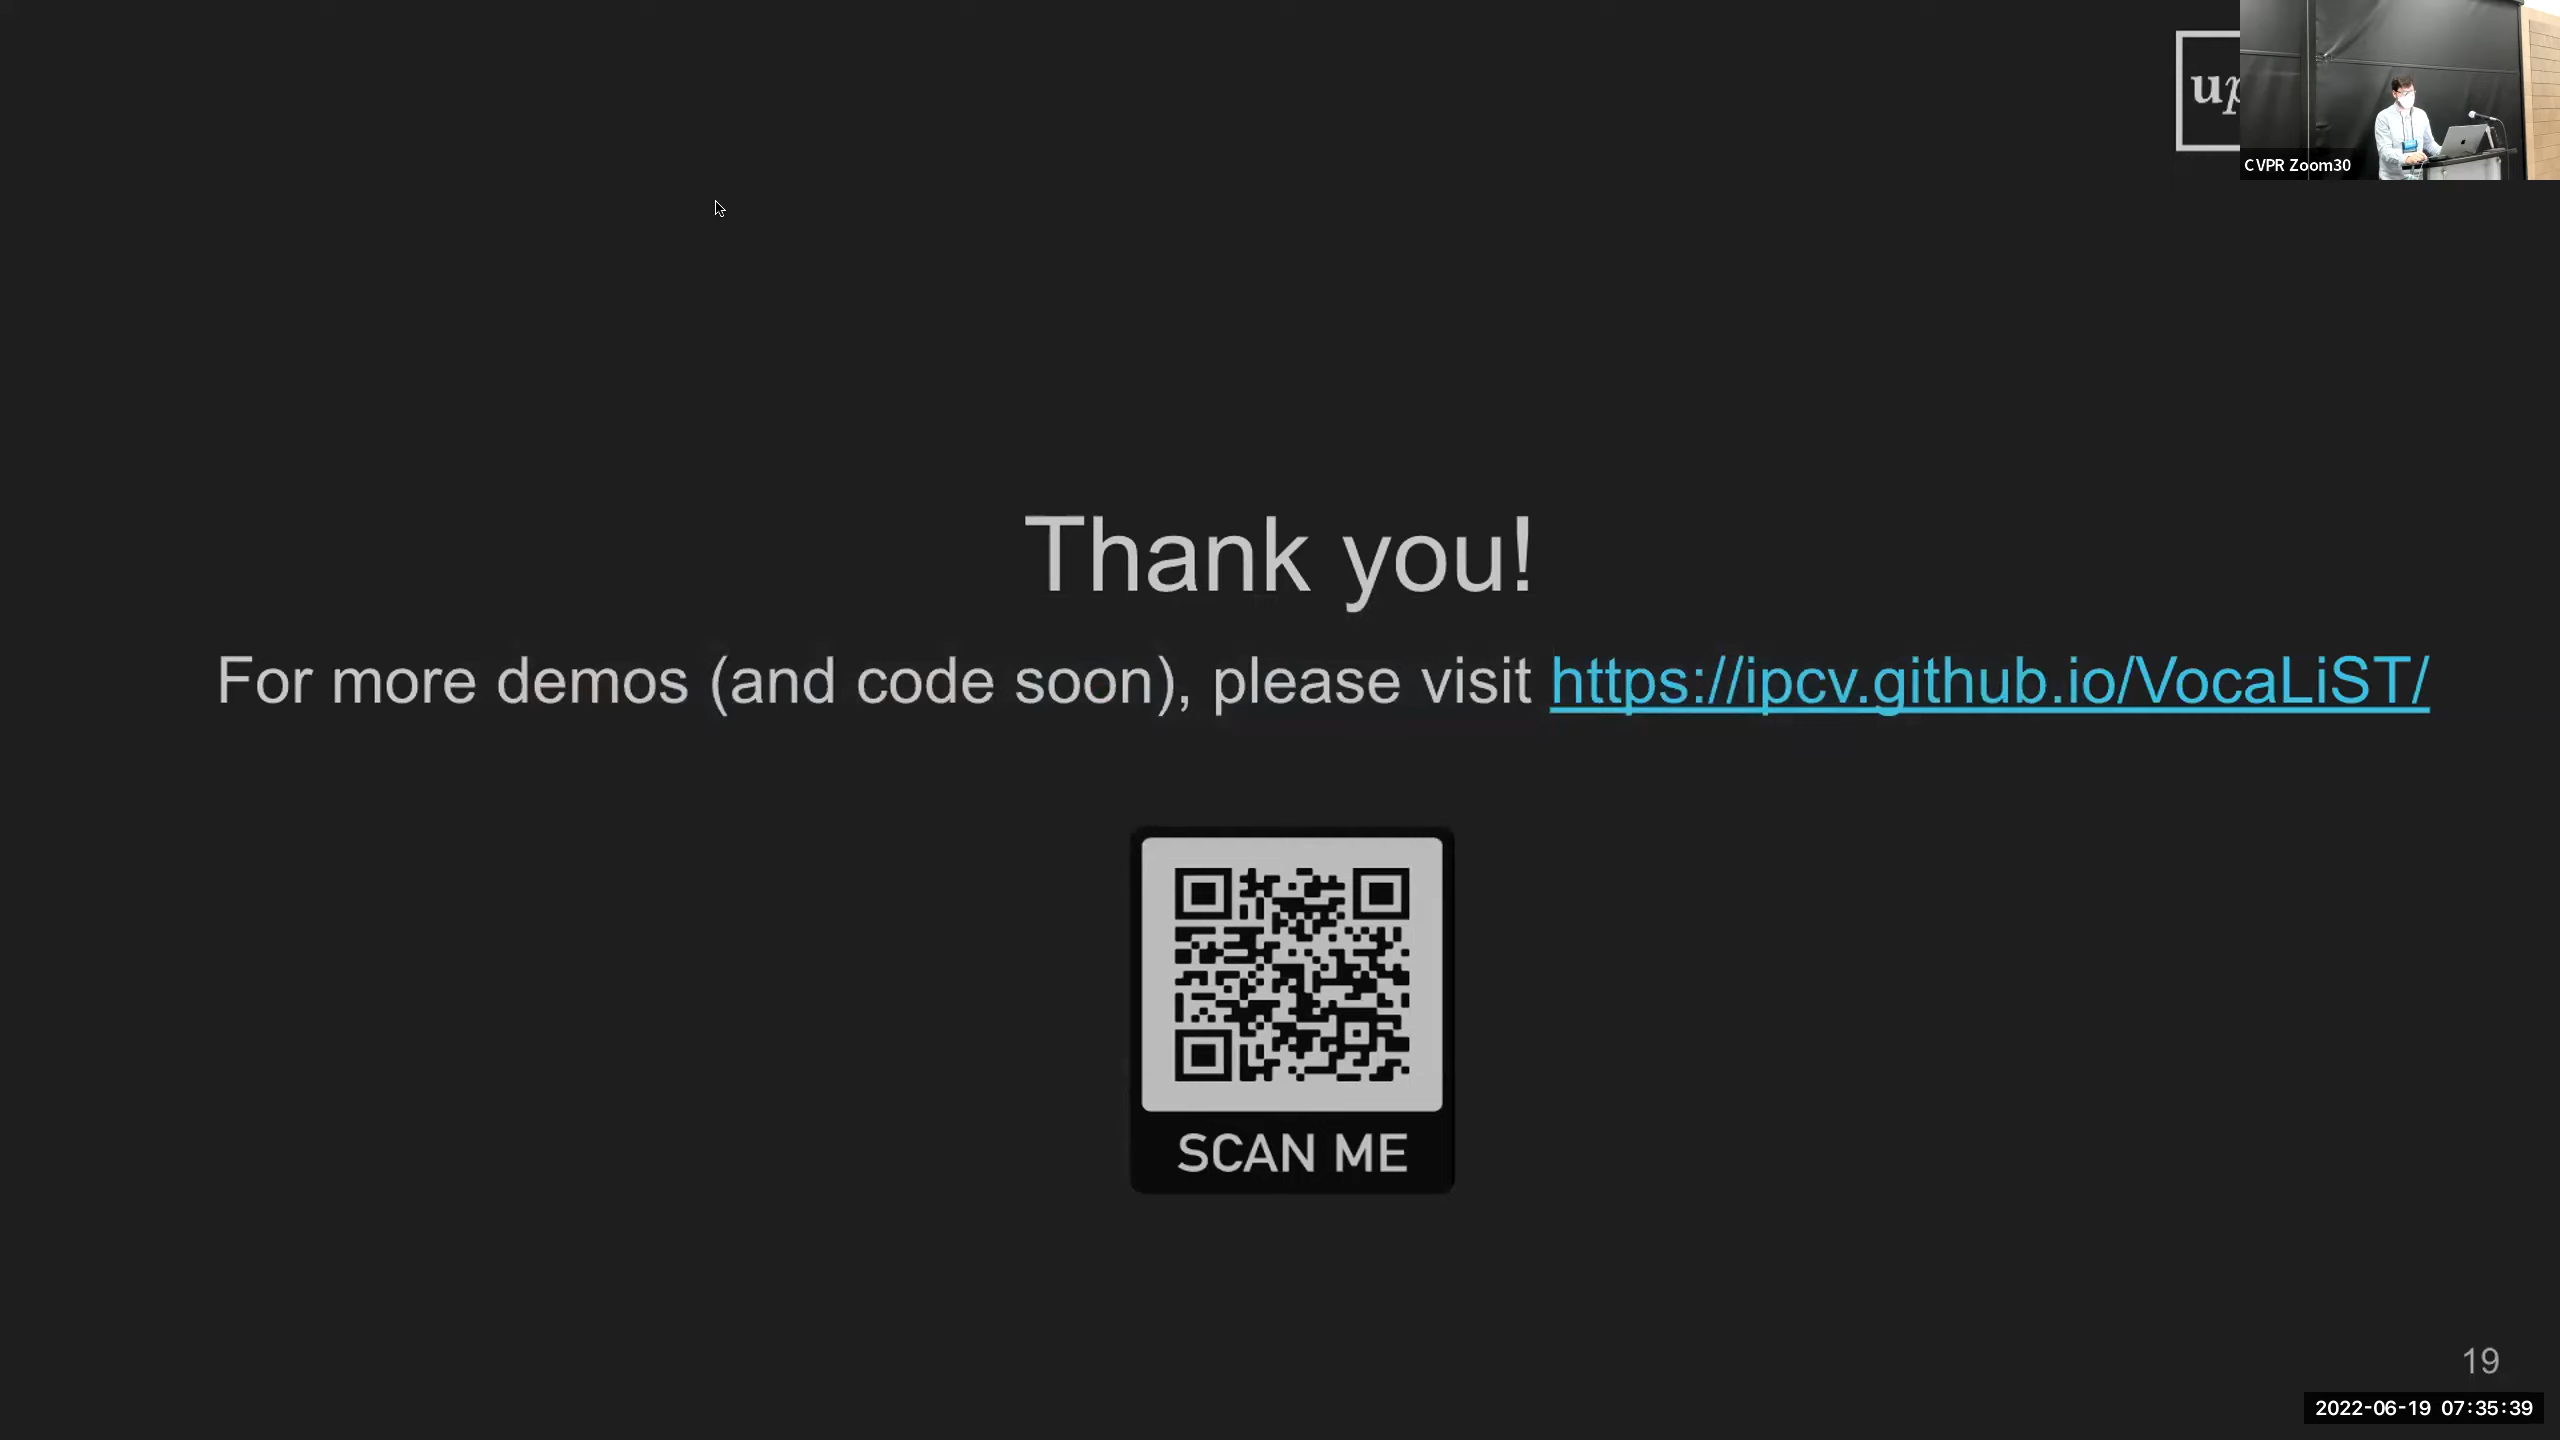 up
CVPR Zoom30
Thank you!
For more demos (and code soon), please visit https://ipcv.github.io/VocaLiST/
SCAN ME
19
2022-06-19 07:35:39